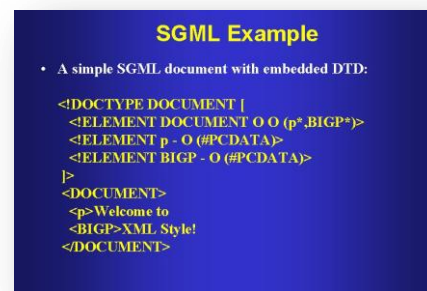 SGML Example
• A simple SGML document with embedded DTD:
<!DOCTYPE DOCUMENT [
<!ELEMENT DOCUMENT O O (p*,BIGP*)>
<!ELEMENT p - O (#PCDATA)>
<!ELEMENT BIGP - O (#PCDATA)>
]>
<DOCUMENT>
<p>Welcome to
<BIGP>XML Style!
</DOCUMENT>